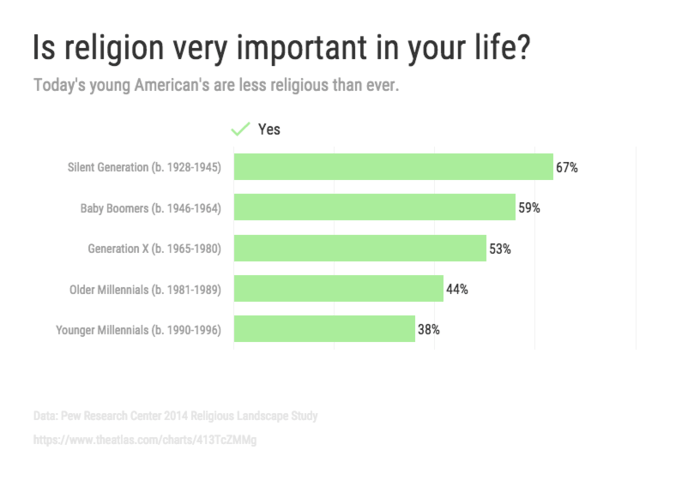 Is religion very important in your life?
Today's young American's are less religious than ever.
Yes
Silent Generation (b. 1928-1945) 67%
Baby Boomers (b. 1946-1964) 59%
Generation X (b. 1965-1980) 53%
Older Millennials (b. 1981-1989) 44%
Younger Millennials (b. 1990-1996) 38%
Data: Pew Research Center 2014 Religious Landscape Study
https://www.theatlas.com/charts/413TcZMMg